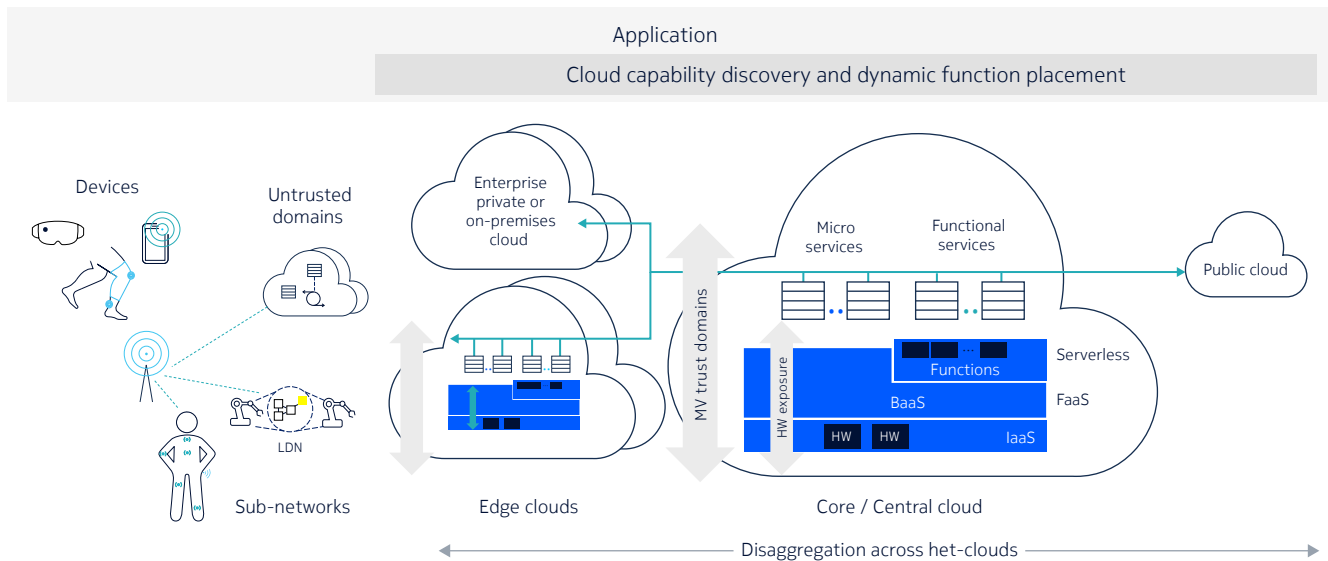 Application
Cloud capability discovery and dynamic function placement
Devices
Untrusted
domains
LDN
Sub-networks
Enterprise
private or
on-premises
cloud
Edge clouds
MV trust domains
Micro
services
Functional
services
HW exposure
...
Functions
Serverless
BaaS
FaaS
HW
HW
IaaS
Core / Central cloud
Public cloud
Disaggregation across het-clouds